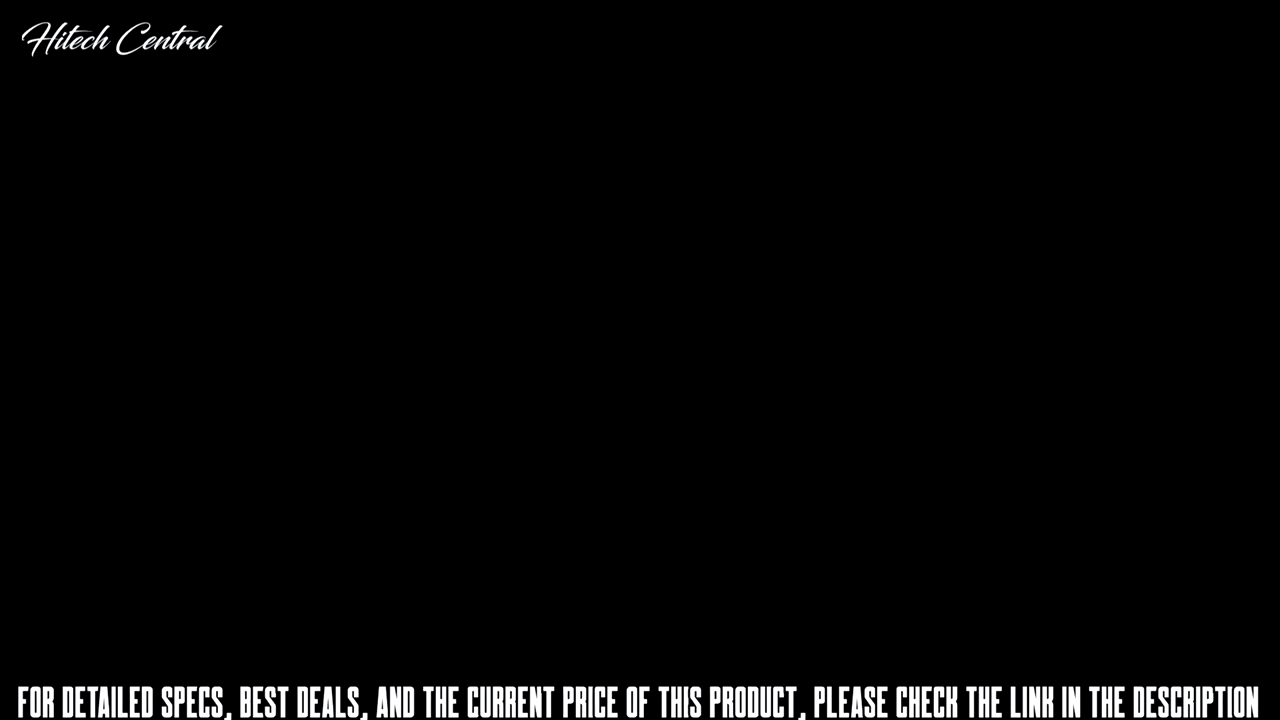 Hitech Central
FOR DETAILED SPECS, BEST DEALS, AND THE CURRENT PRICE OF THIS PRODUCT, PLEASE CHECK THE LINK IN THE DESCRIPTION